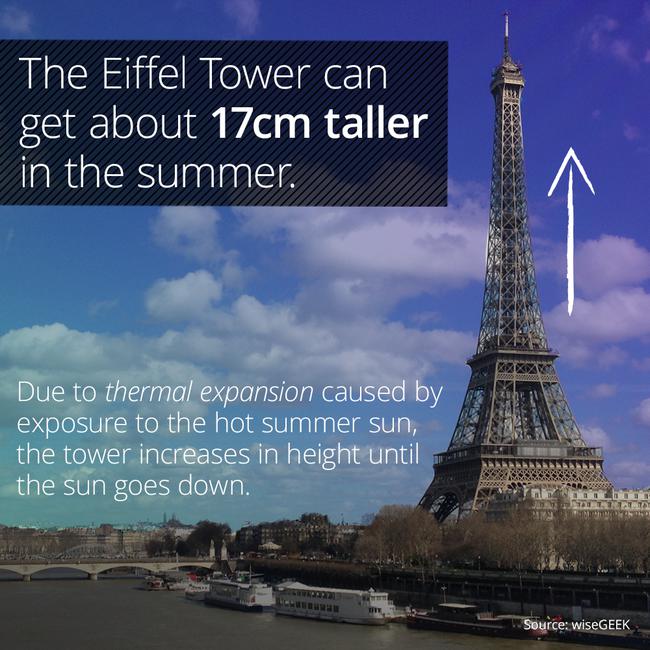 The Eiffel Tower can
get about 17cm taller
in the summer.
Due to thermal expansion caused by
exposure to the hot summer sun,
the tower increases in height until
the sun goes down.
Source: wiseGEEK